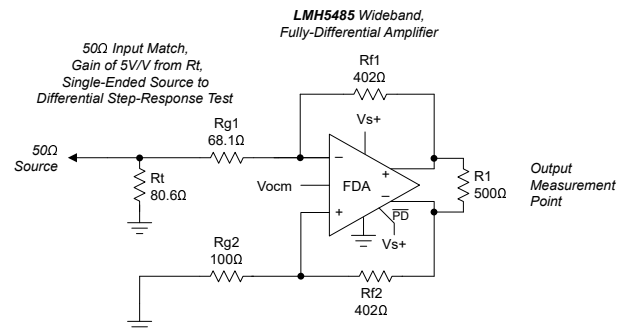 LMH5485 Wideband,
Fully-Differential Amplifier
50Ω Input Match,
Gain of 5V/V from Rt,
Single-Ended Source to
Differential Step-Response Test
Rf1
402Ω
Vs+
Rg1
68.1Ω
50Ω
Source
Rt
80.6Ω
Vocm
−
+
FDA
+
−
PD
Vs+
R1
500Ω
Output
Measurement
Point
Rg2
100Ω
Rf2
402Ω